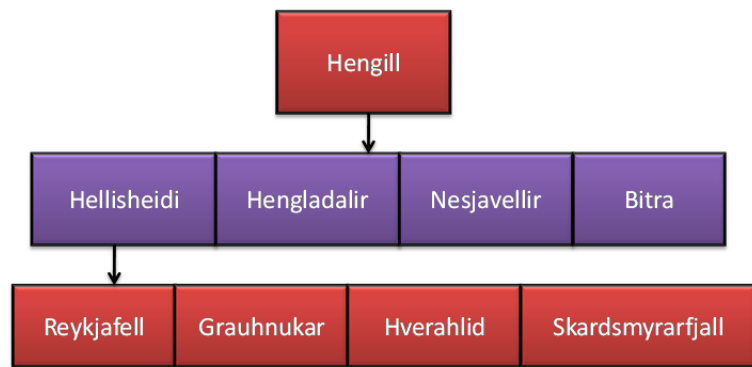 Hengill
Hellisheidi Hengladalir Nesjavellir Bitra
Reykjafell Grauhnukar Hverahlid Skardsmyrarfjall